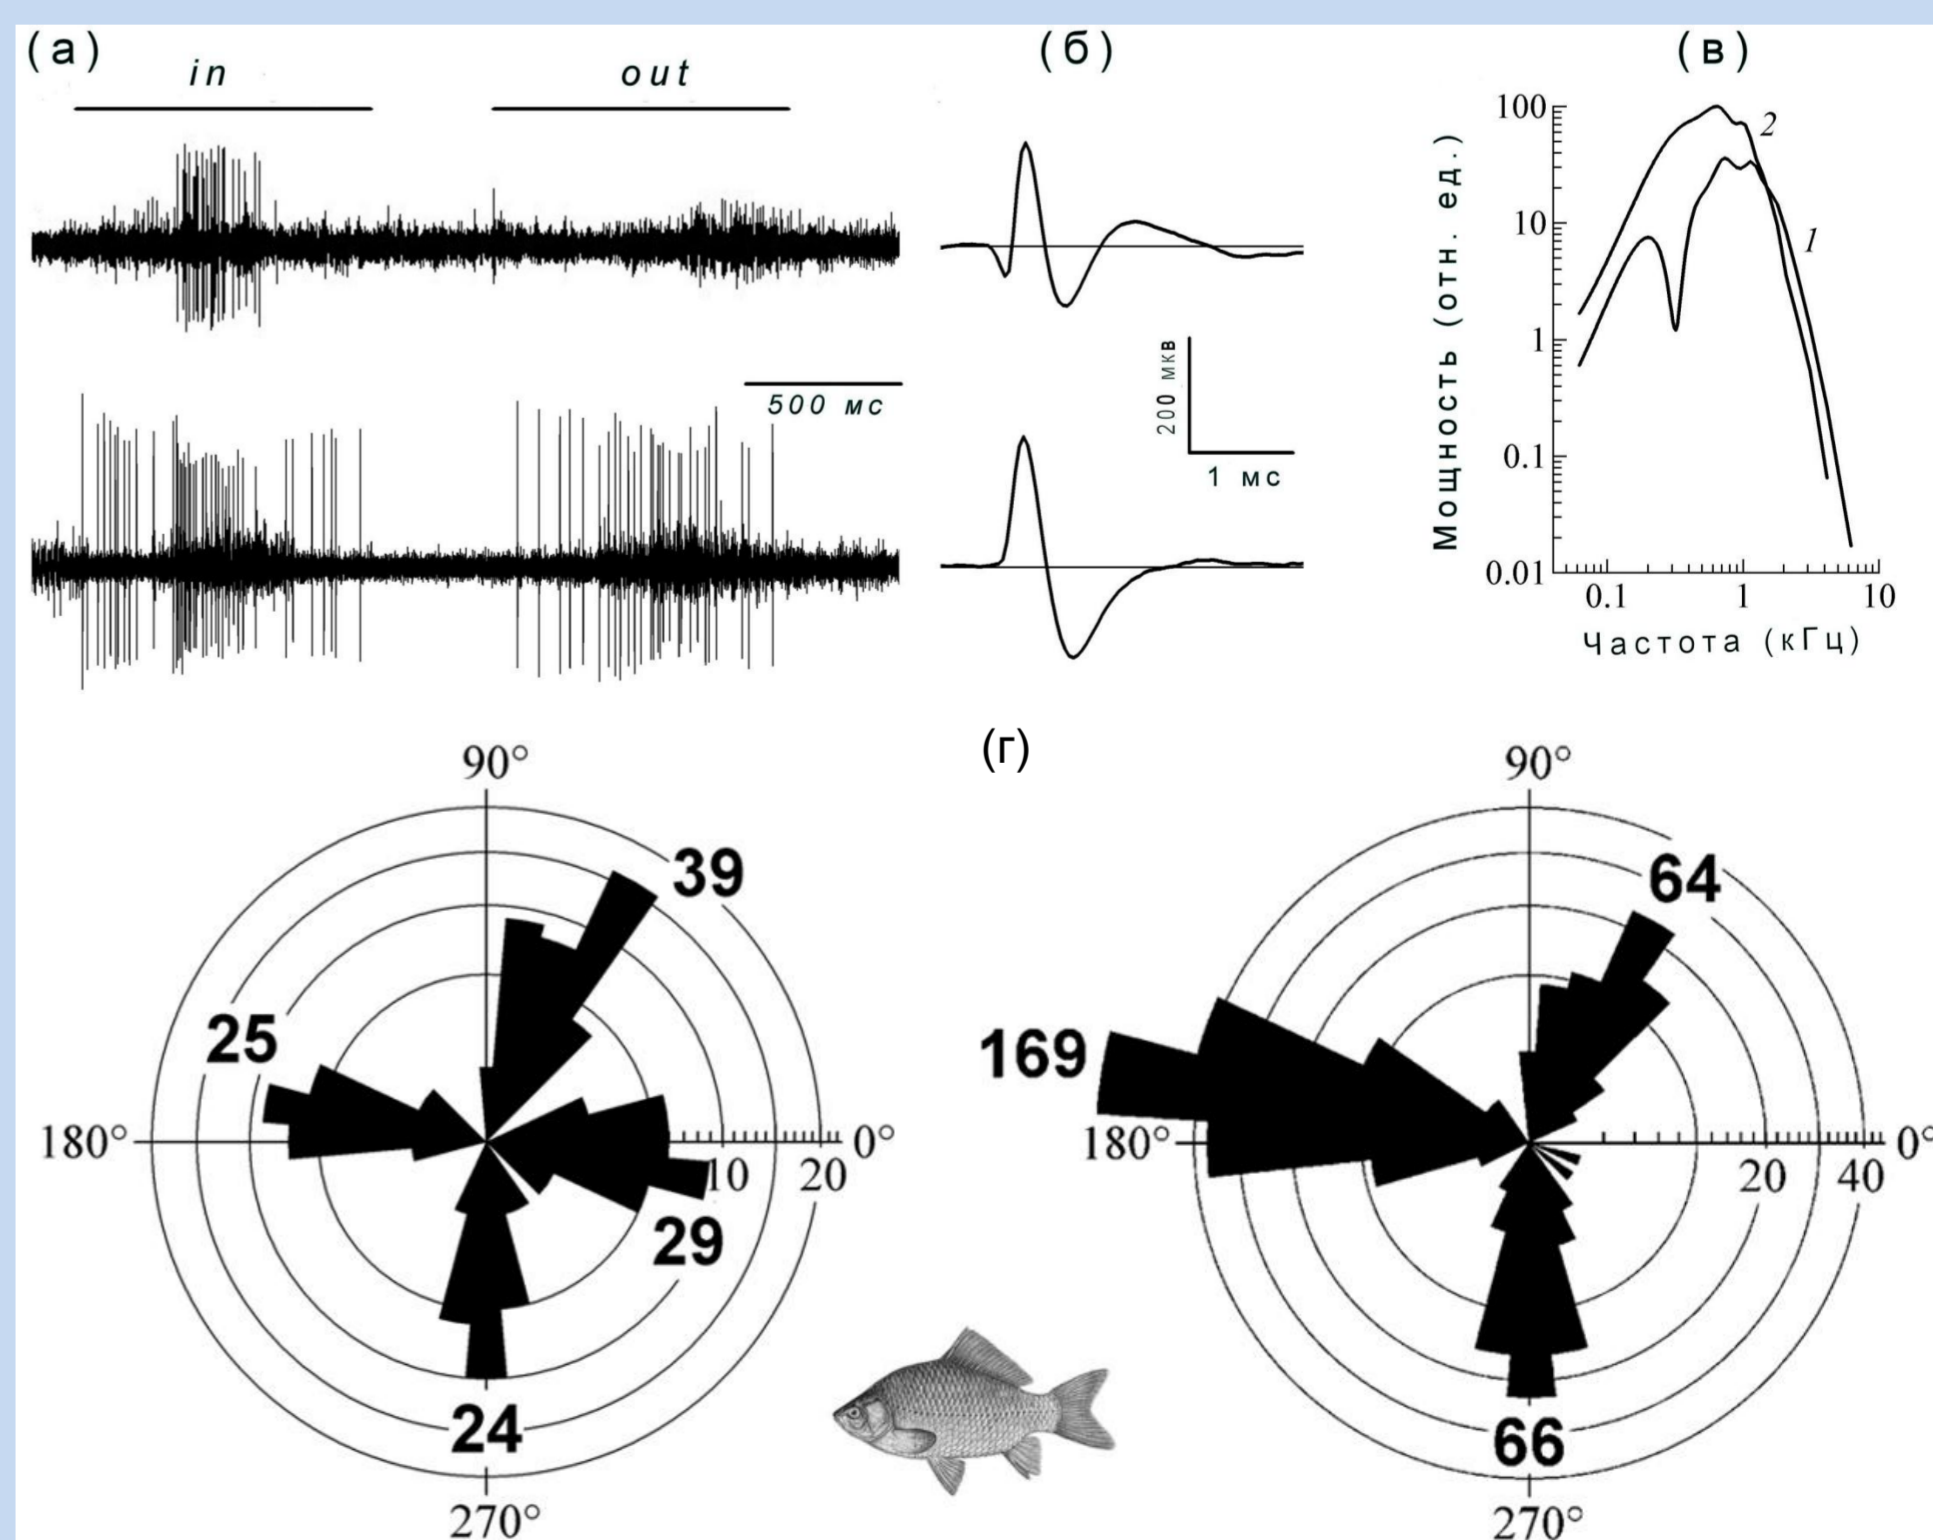 (а)
in
out
500 мс
(б)
200 мкв
1 мс
(в)
Мощность (отн. ед.)
100
10
1
0.1
0.01
2
1
0.1
1
10
Частота (кГц)
(г)
90°
39
25
180°
0°
10
20
29
24
270°
90°
64
169
180°
0°
20
40
66
270°